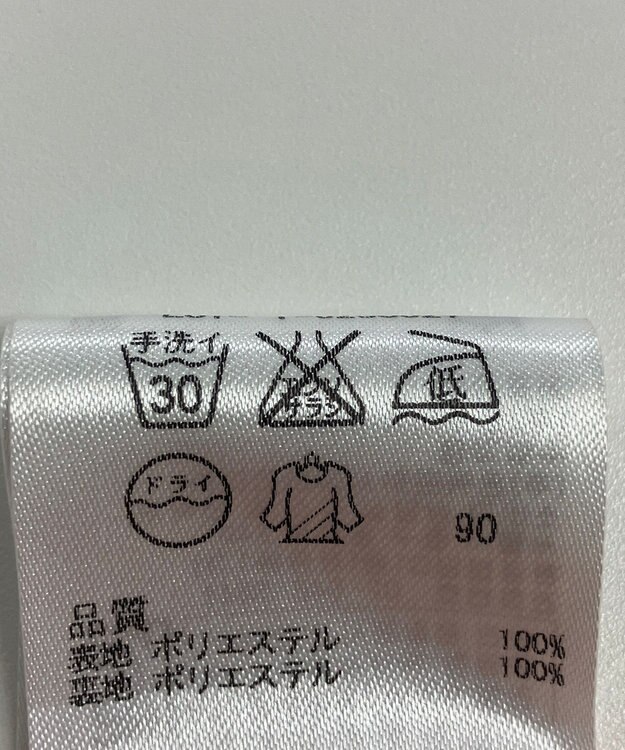 手洗イ
30
エンソ
サラシ
低
ドライ
90
品質
表地 ポリエステル 100%
裏地 ポリエステル 100%